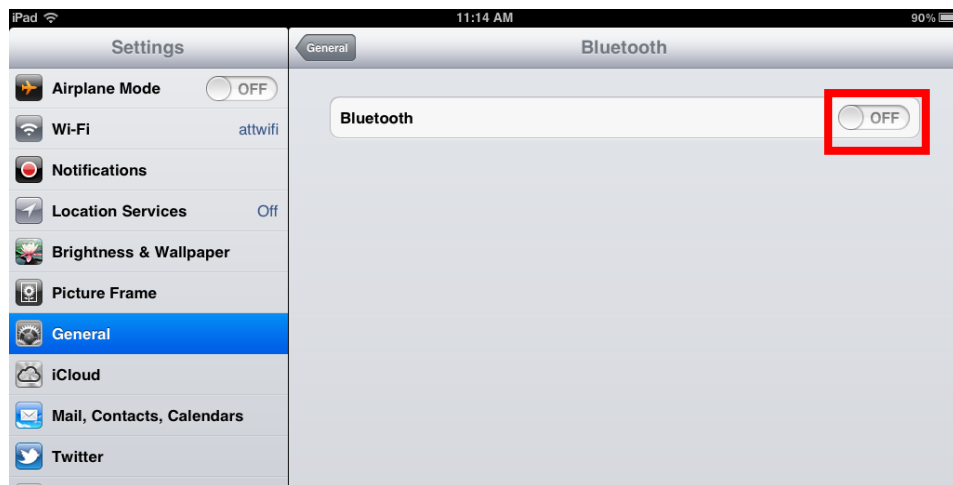 iPad 11:14 AM 90%
Settings
General Bluetooth
Airplane Mode OFF
Bluetooth OFF
Wi-Fi attwifi
Notifications
Location Services Off
Brightness & Wallpaper
Picture Frame
General
iCloud
Mail, Contacts, Calendars
Twitter